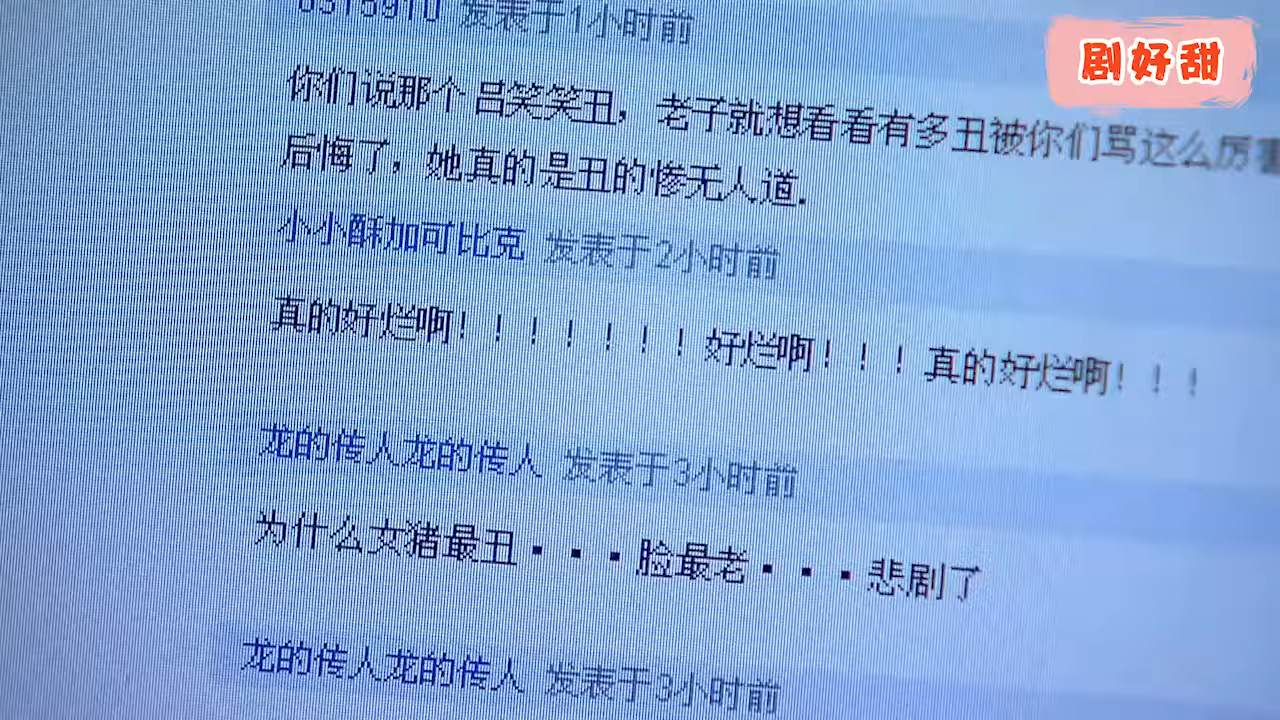 剧好甜
0515910 发表于1小时前
你们说那个吕笑笑丑，老子就想看看有多丑被你们骂这么厉害
后悔了，她真的是丑的惨无人道.
小小酥加可比克 发表于2小时前
真的好烂啊！！！！！！！好烂啊！！！真的好烂啊！！！
龙的传人龙的传人 发表于3小时前
为什么女猪最丑···脸最老···悲剧了
龙的传人龙的传人 发表于3小时前